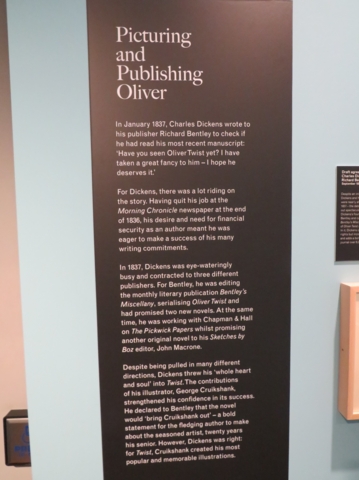 Picturing
and
Publishing
Oliver
In January 1837, Charles Dickens wrote to
his publisher Richard Bentley to check if
he had read his most recent manuscript:
‘Have you seen Oliver Twist yet? I have
taken a great fancy to him – I hope he
deserves it.’
For Dickens, there was a lot riding on
the story. Having quit his job at the
Morning Chronicle newspaper at the end
of 1836, his desire and need for financial
security as an author meant he was
eager to make a success of his many
writing commitments.
In 1837, Dickens was eye-wateringly
busy and contracted to three different
publishers. For Bentley, he was editing
the monthly literary publication Bentley’s
Miscellany, serialising Oliver Twist and
had promised two new novels. At the same
time, he was working with Chapman & Hall
on The Pickwick Papers whilst promising
another original novel to his Sketches by
Boz editor, John Macrone.
Despite being pulled in many different
directions, Dickens threw his ‘whole heart
and soul’ into Twist. The contributions
of his illustrator, George Cruikshank,
strengthened his confidence in its success.
He declared to Bentley that the novel
would ‘bring Cruikshank out’ – a bold
statement for the fledgling author to make
about the seasoned artist, twenty years
his senior. However, Dickens was right:
for Twist, Cruikshank created his most
popular and memorable illustrations.